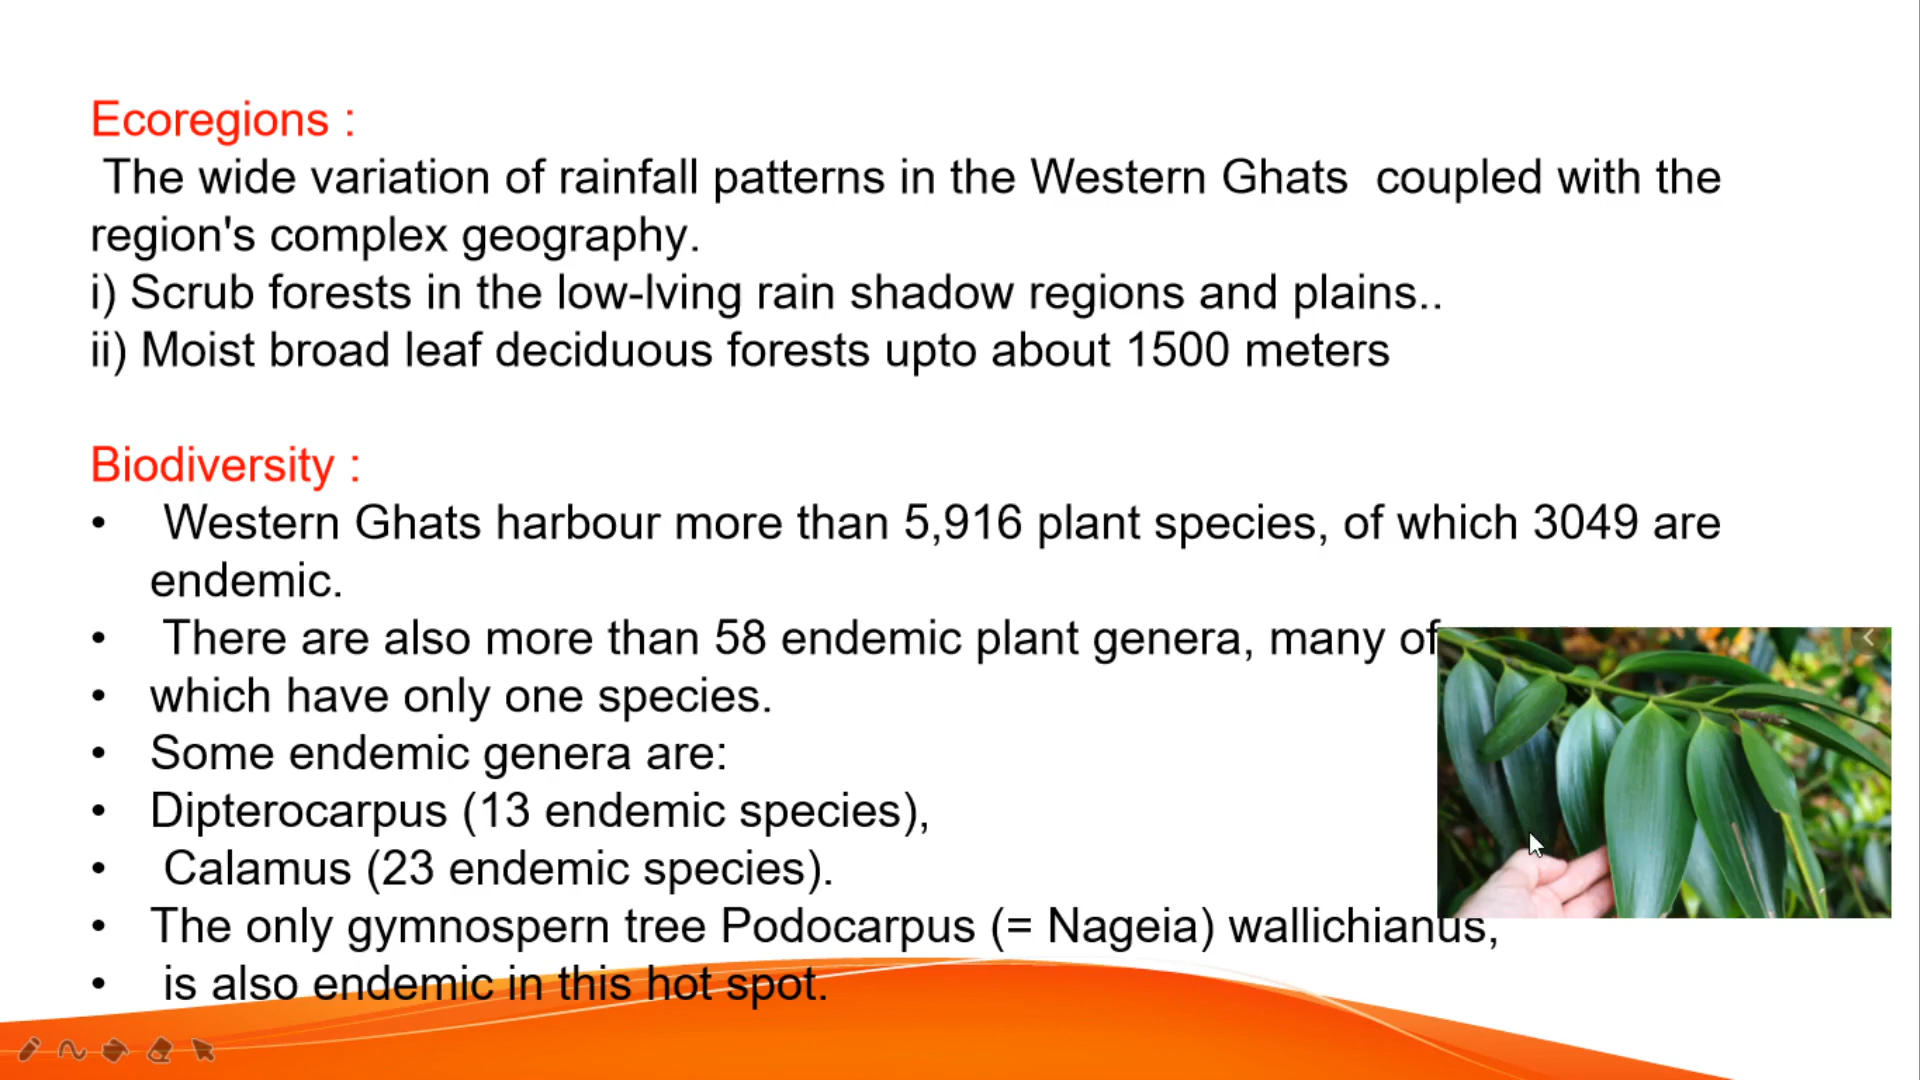 Ecoregions :
The wide variation of rainfall patterns in the Western Ghats coupled with the
region's complex geography.
i) Scrub forests in the low-lving rain shadow regions and plains..
ii) Moist broad leaf deciduous forests upto about 1500 meters
Biodiversity :
• Western Ghats harbour more than 5,916 plant species, of which 3049 are
endemic.
• There are also more than 58 endemic plant genera, many of
• which have only one species.
• Some endemic genera are:
• Dipterocarpus (13 endemic species),
• Calamus (23 endemic species).
• The only gymnospern tree Podocarpus (= Nageia) wallichianus,
• is also endemic in this hot spot.